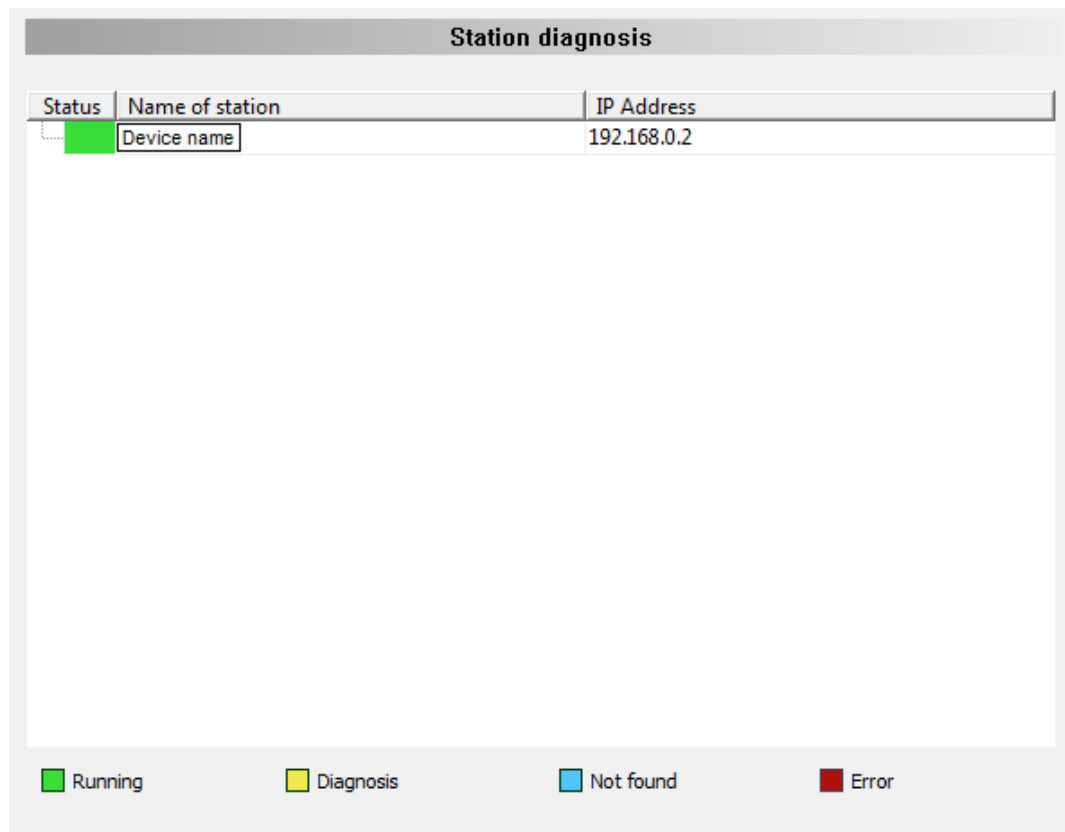 Station diagnosis
Status Name of station IP Address
Device name 192.168.0.2
Running Diagnosis Not found Error